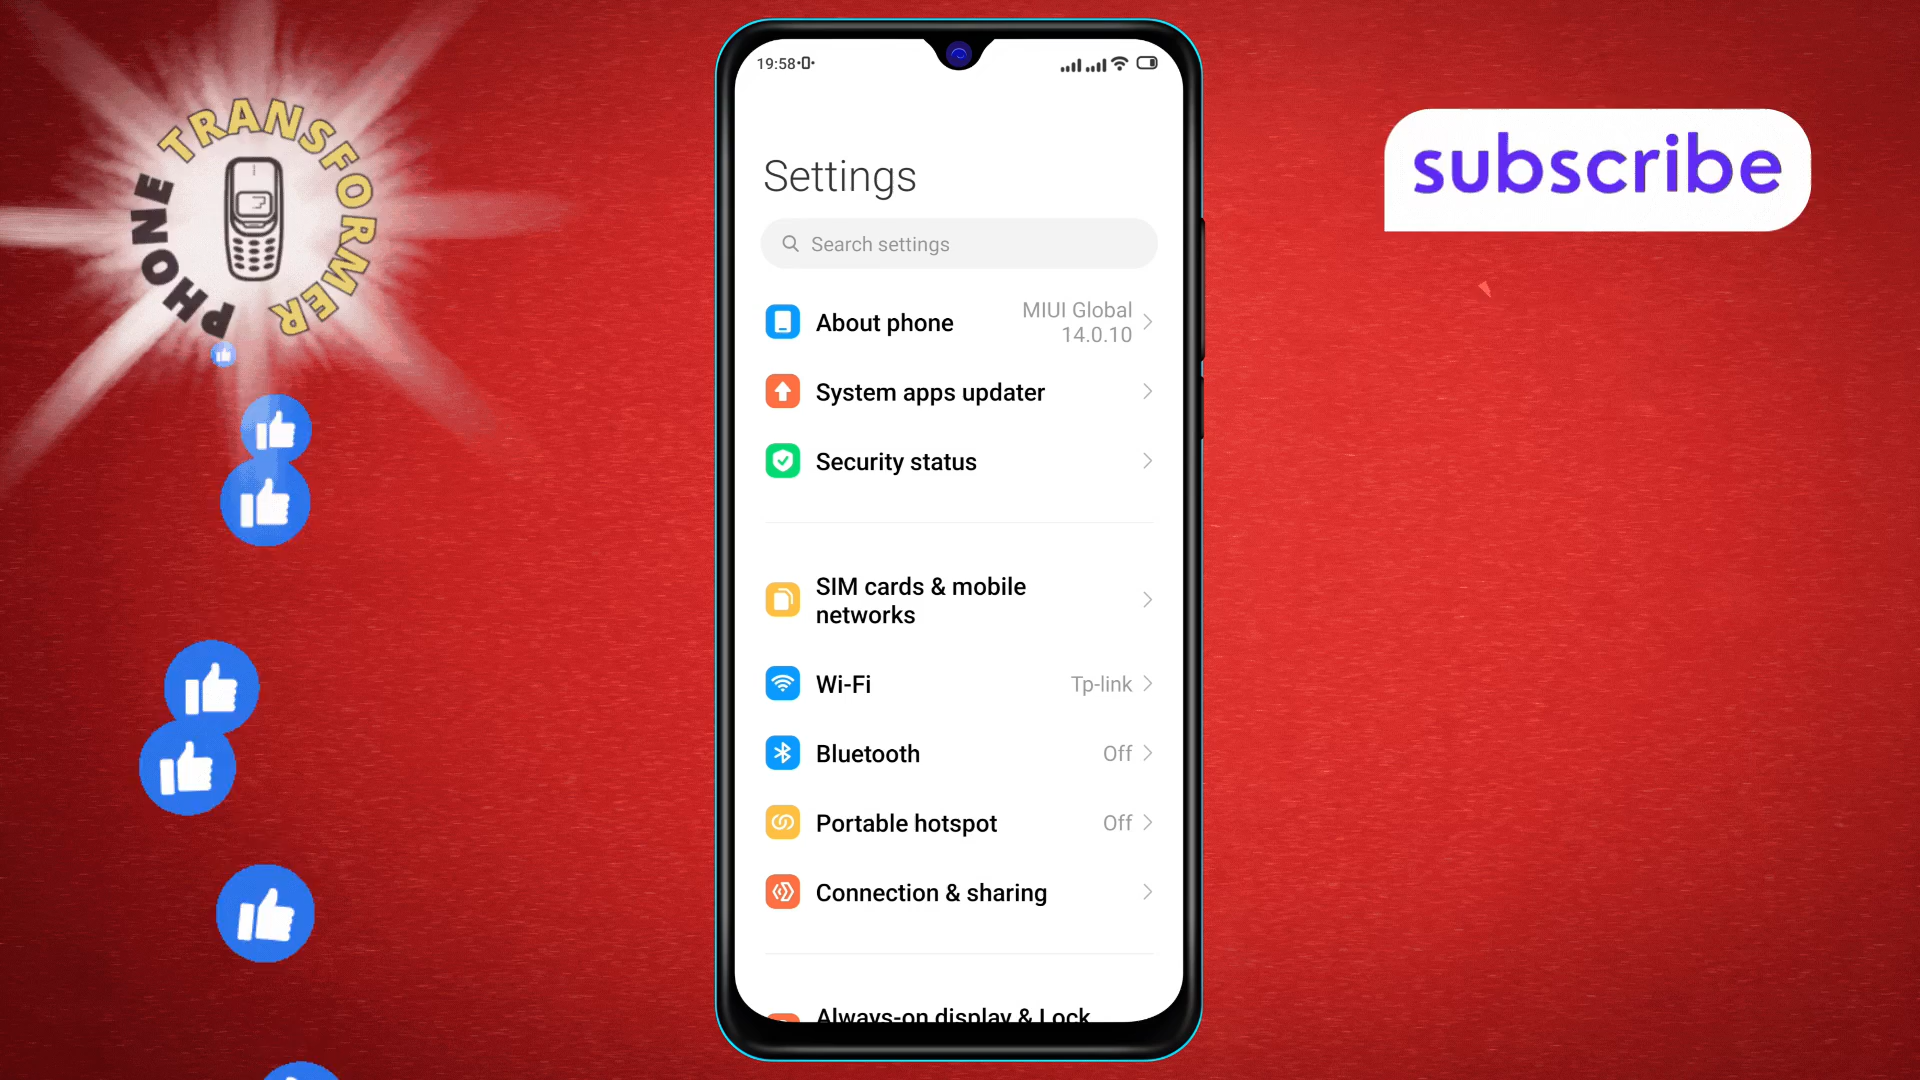 PHONE TRANSFORMER
subscribe
19:58
Settings
Search settings
About phone
MIUI Global
14.0.10
System apps updater
Security status
SIM cards & mobile
networks
Wi-Fi
Tp-link
Bluetooth
Off
Portable hotspot
Off
Connection & sharing
Always-on display & Lock